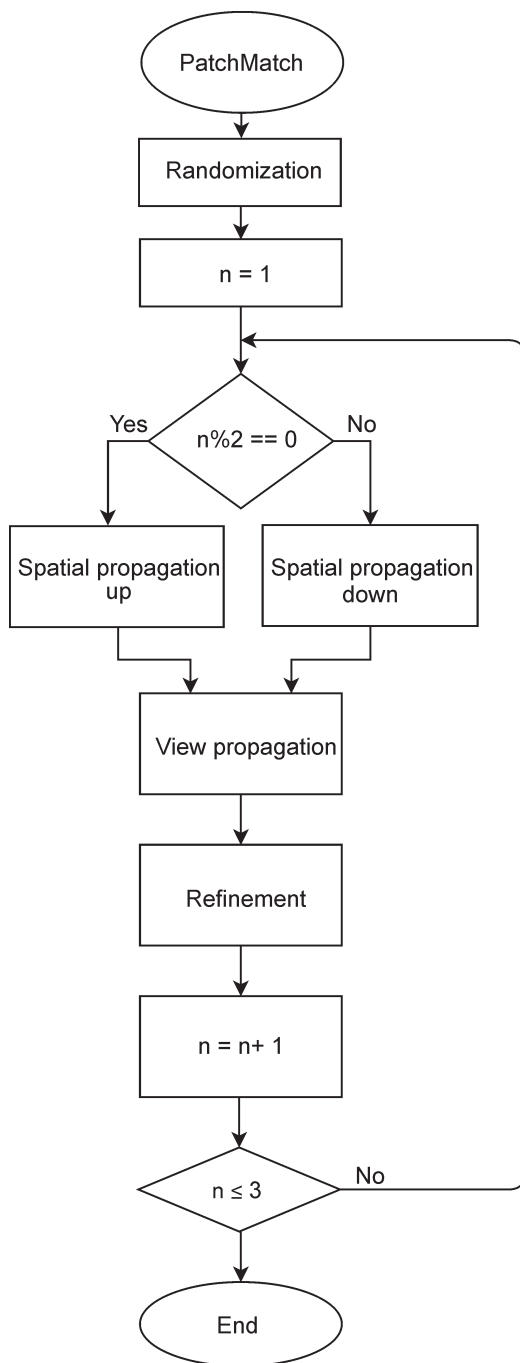 PatchMatch
Randomization
n = 1
n%2 == 0
Yes
No
Spatial propagation
up
Spatial propagation
down
View propagation
Refinement
n = n+ 1
n ≤ 3
No
End